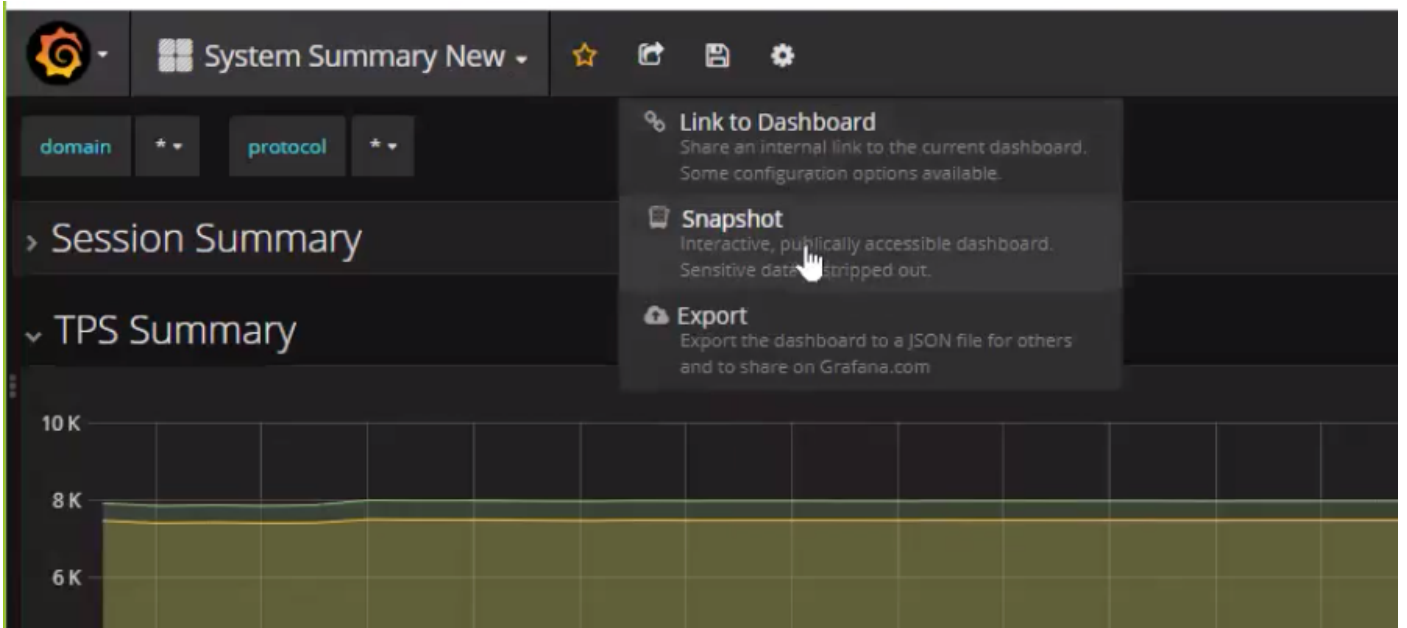 System Summary New
Link to Dashboard
Share an internal link to the current dashboard.
Some configuration options available.
domain * protocol *
Snapshot
Interactive, publically accessible dashboard.
Sensitive data stripped out.
Session Summary
Export
Export the dashboard to a JSON file for others
and to share on Grafana.com
TPS Summary
10 K
8 K
6 K